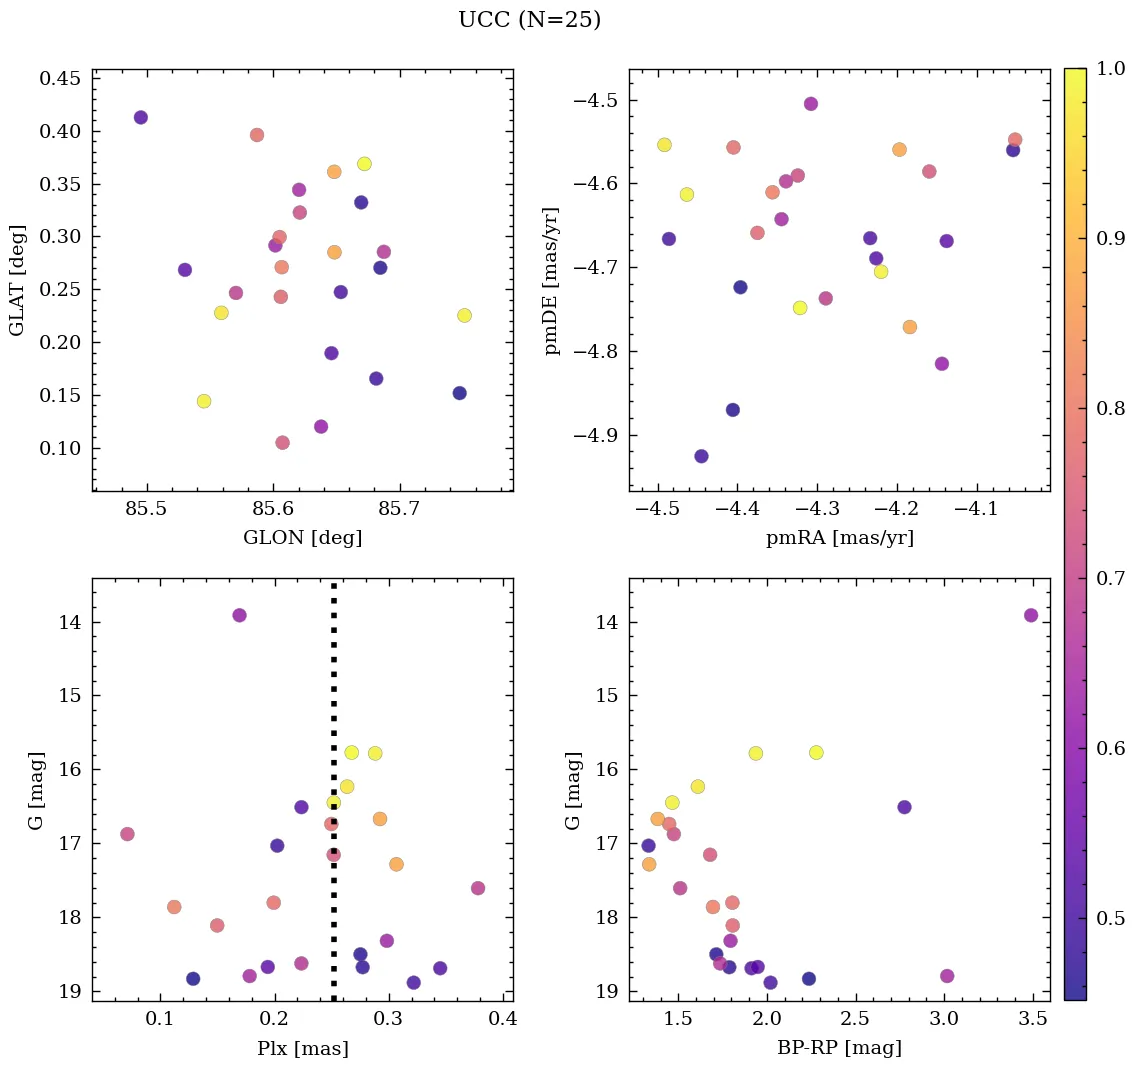 UCC (N=25)
0.45
0.40
0.35
0.30
0.25
0.20
0.15
0.10
GLAT [deg]
85.5 85.6 85.7
GLON [deg]
−4.5
−4.6
−4.7
−4.8
−4.9
pmDE [mas/yr]
−4.5 −4.4 −4.3 −4.2 −4.1
pmRA [mas/yr]
14
15
16
17
18
19
G [mag]
0.1 0.2 0.3 0.4
Plx [mas]
14
15
16
17
18
19
G [mag]
1.5 2.0 2.5 3.0 3.5
BP-RP [mag]
1.0
0.9
0.8
0.7
0.6
0.5